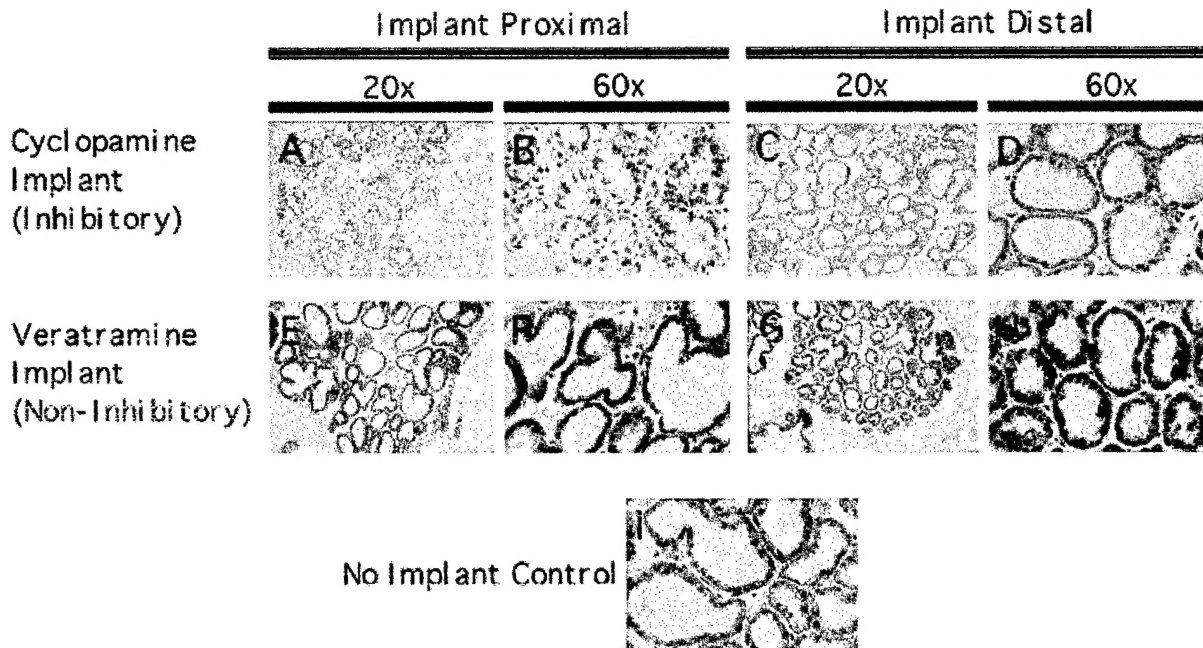 Implant Proximal
Implant Distal
20x
60x
20x
60x
Cyclopamine
Implant
(Inhibitory)
A
B
C
D
Veratramine
Implant
(Non-Inhibitory)
E
F
G
No Implant Control
I